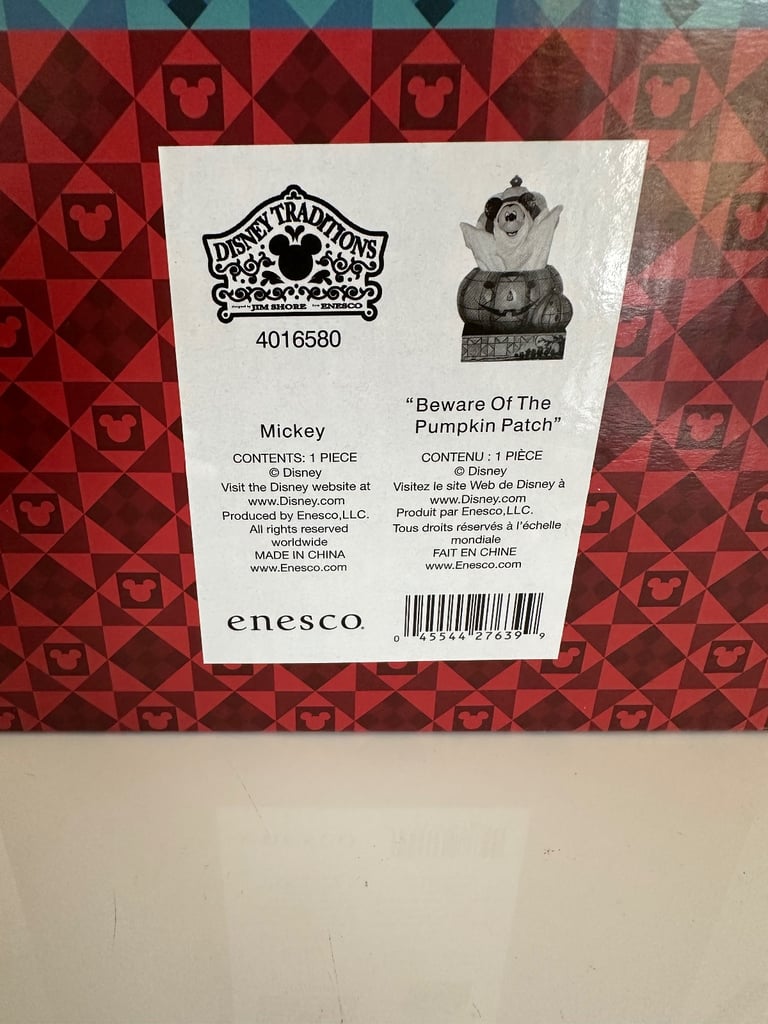 DISNEY TRADITIONS
designed by JIM SHORE from ENESCO
4016580
Mickey
CONTENTS: 1 PIECE
© Disney
Visit the Disney website at
www.Disney.com
Produced by Enesco,LLC.
All rights reserved
worldwide
MADE IN CHINA
www.Enesco.com
enesco®
“Beware Of The
Pumpkin Patch”
CONTENU : 1 PIÈCE
© Disney
Visitez le site Web de Disney à
www.Disney.com
Produit par Enesco,LLC.
Tous droits réservés à l’échelle
mondiale
FAIT EN CHINE
www.Enesco.com
0 45544 27639 9